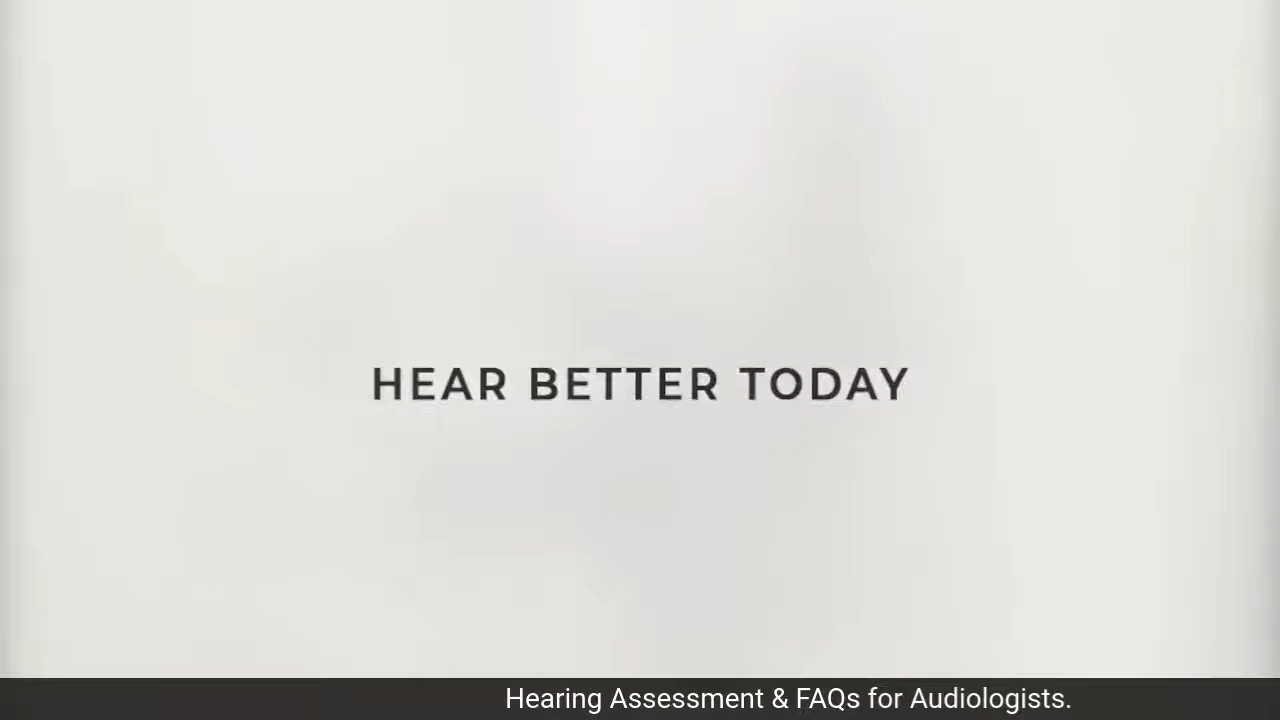 HEAR BETTER TODAY
Hearing Assessment & FAQs for Audiologists.